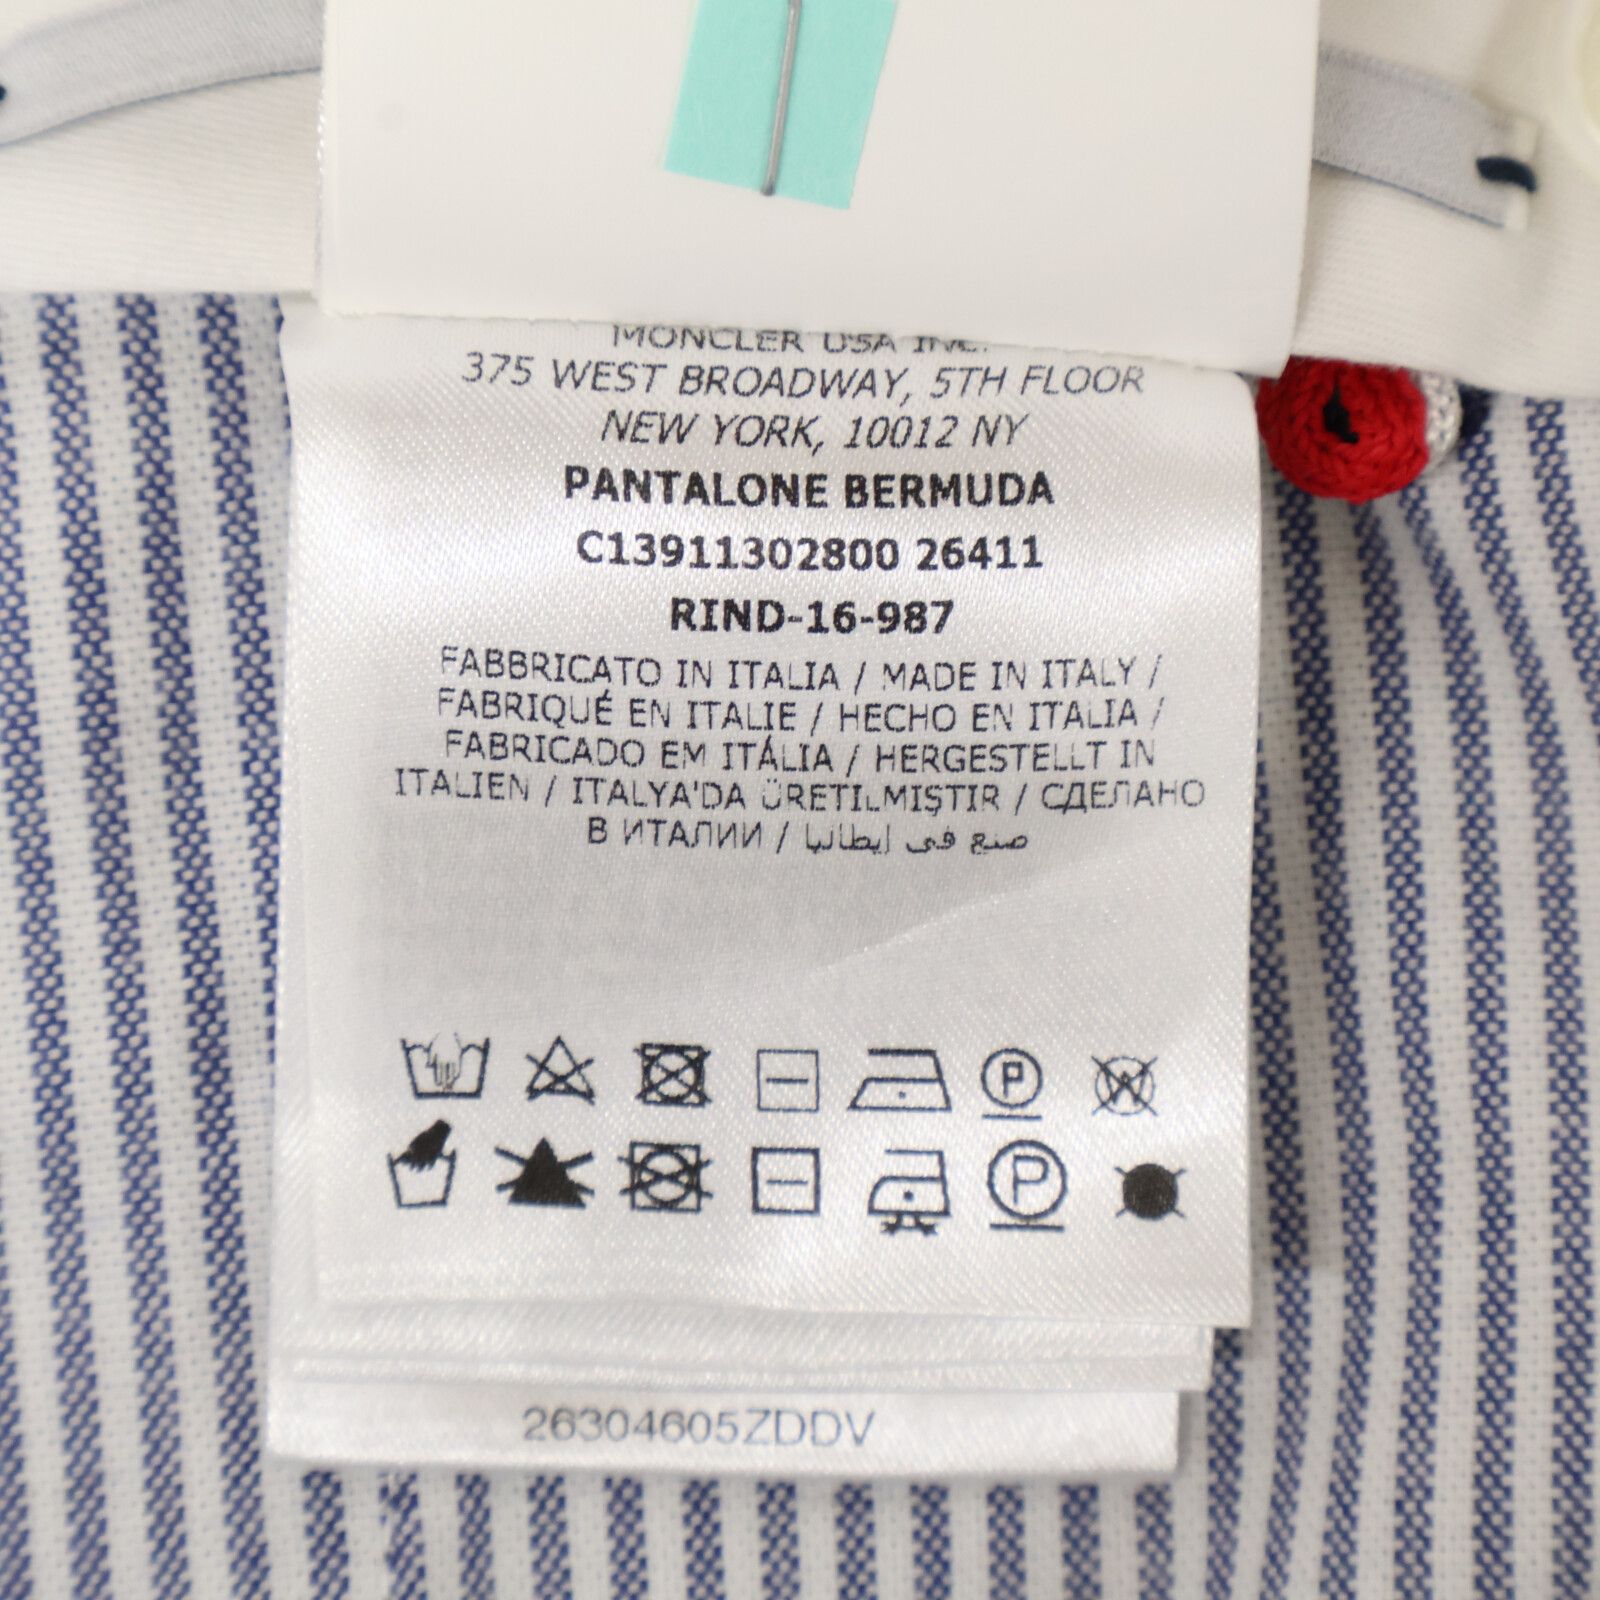 MONCLER USA INC.
375 WEST BROADWAY, 5TH FLOOR
NEW YORK, 10012 NY
PANTALONE BERMUDA
C13911302800 26411
RIND-16-987
FABBRICATO IN ITALIA / MADE IN ITALY /
FABRIQUÉ EN ITALIE / HECHO EN ITALIA /
FABRICADO EM ITÁLIA / HERGESTELLT IN
ITALIEN / ITALYA'DA ÜRETILMIŞTIR / СДЕЛАНО
В ИТАЛИИ / صنع في إيطاليا
P W
P
26304605ZDDV